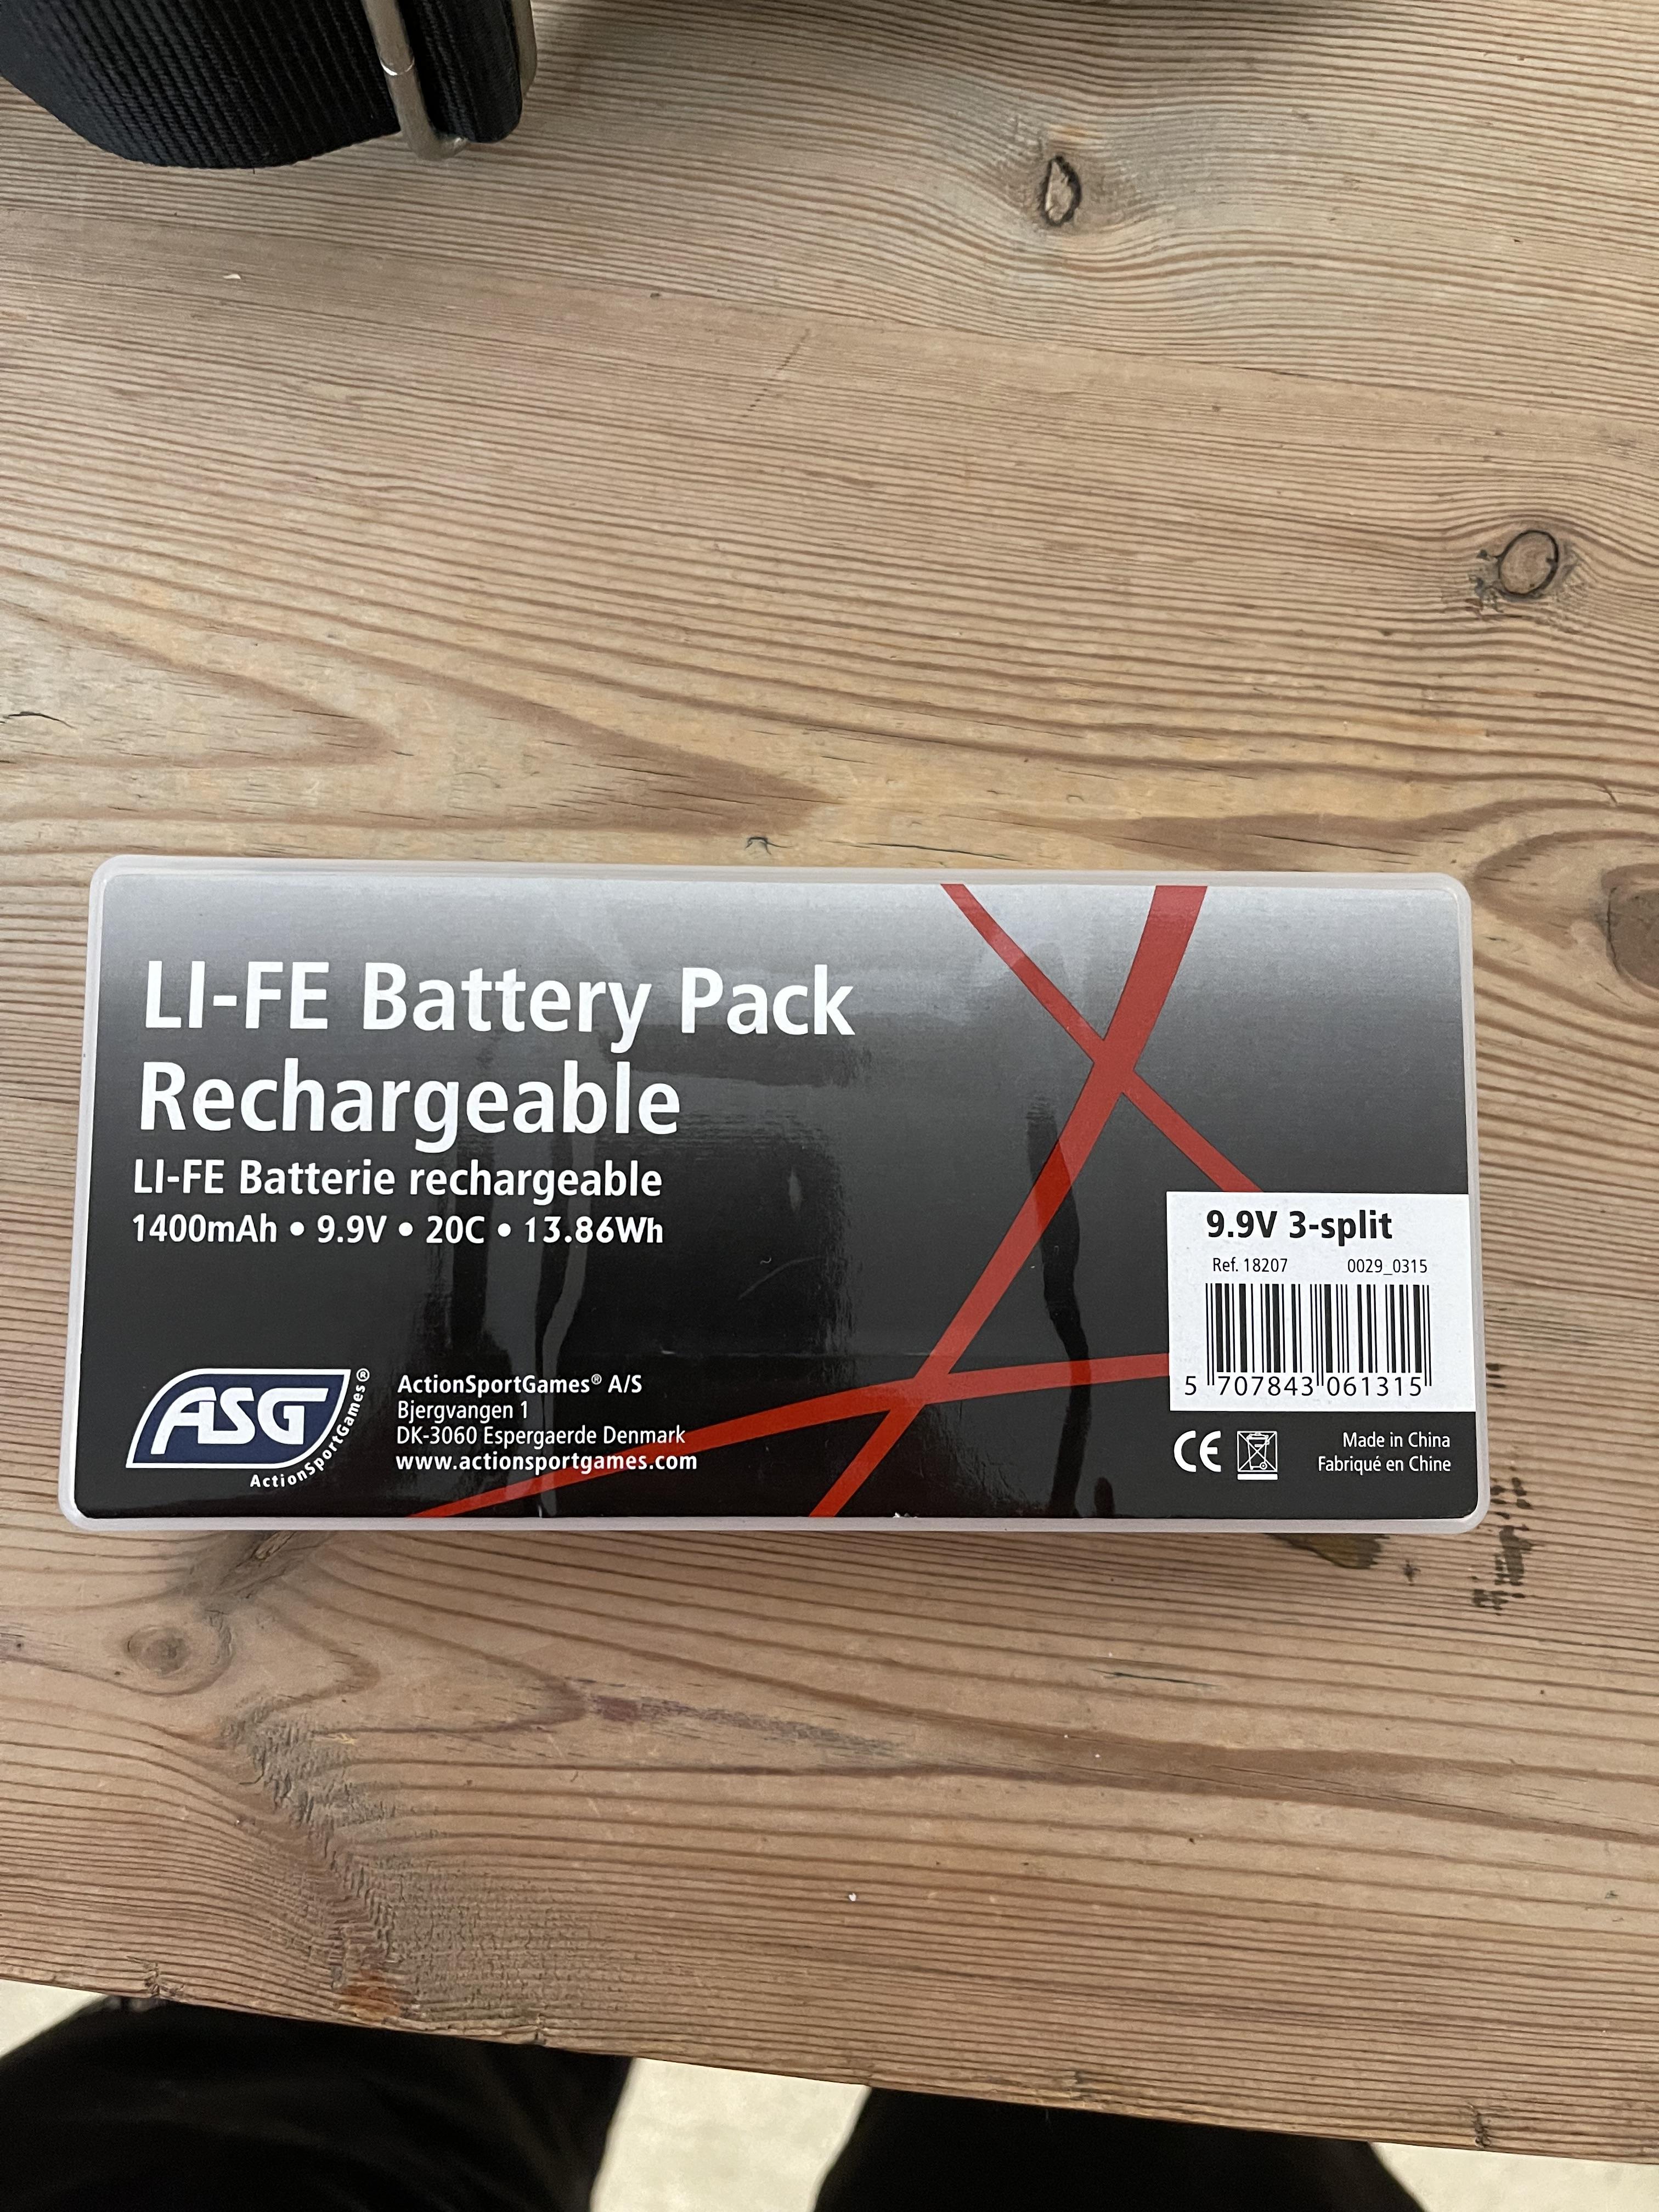 LI-FE Battery Pack
Rechargeable
LI-FE Batterie rechargeable
1400mAh • 9.9V • 20C • 13.86Wh
9.9V 3-split
Ref. 18207 0029_0315
5 707843 061315
ASG
ActionSportGames®
ActionSportGames® A/S
Bjergvangen 1
DK-3060 Espergaerde Denmark
www.actionsportgames.com
CE
Made in China
Fabriqué en Chine